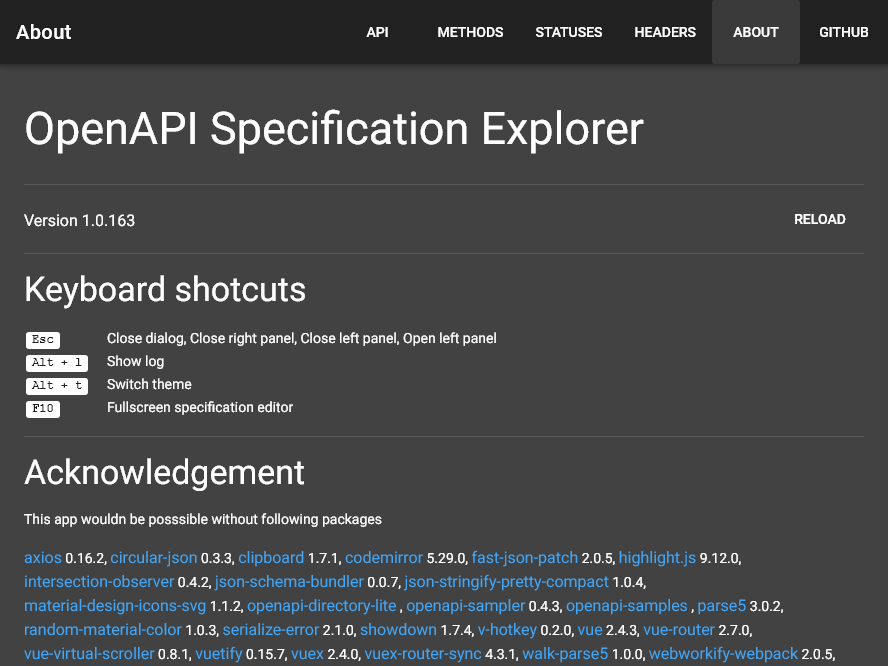 About API METHODS STATUSES HEADERS ABOUT GITHUB
OpenAPI Specification Explorer
Version 1.0.163 RELOAD
Keyboard shotcuts
Esc Close dialog, Close right panel, Close left panel, Open left panel
Alt + l Show log
Alt + t Switch theme
F10 Fullscreen specification editor
Acknowledgement
This app wouldn be posssible without following packages
axios 0.16.2, circular-json 0.3.3, clipboard 1.7.1, codemirror 5.29.0, fast-json-patch 2.0.5, highlight.js 9.12.0,
intersection-observer 0.4.2, json-schema-bundler 0.0.7, json-stringify-pretty-compact 1.0.4,
material-design-icons-svg 1.1.2, openapi-directory-lite , openapi-sampler 0.4.3, openapi-samples , parse5 3.0.2,
random-material-color 1.0.3, serialize-error 2.1.0, showdown 1.7.4, v-hotkey 0.2.0, vue 2.4.3, vue-router 2.7.0,
vue-virtual-scroller 0.8.1, vuetify 0.15.7, vuex 2.4.0, vuex-router-sync 4.3.1, walk-parse5 1.0.0, webworkify-webpack 2.0.5,